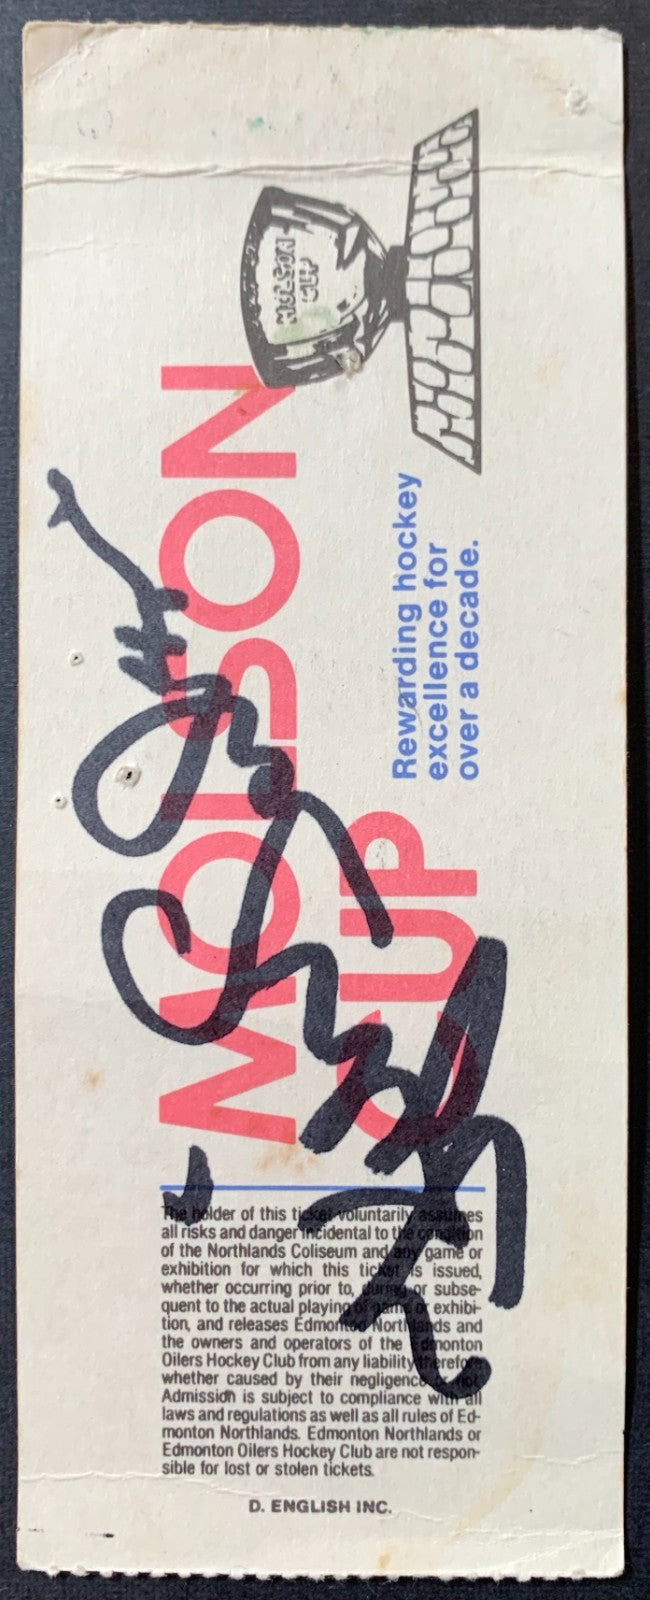 MOLSON
CUP
MOLSON
CUP
Rewarding hockey
excellence for
over a decade.
The holder of this ticket voluntarily assumes
all risks and danger incidental to the condition
of the Northlands Coliseum and any game or
exhibition for which this ticket is issued,
whether occurring prior to, during or subse-
quent to the actual playing of game or exhibi-
tion, and releases Edmonton Northlands and
the owners and operators of the Edmonton
Oilers Hockey Club from any liability therefore
whether caused by their negligence or not.
Admission is subject to compliance with all
laws and regulations as well as all rules of Ed-
monton Northlands. Edmonton Northlands or
Edmonton Oilers Hockey Club are not respon-
sible for lost or stolen tickets.
D. ENGLISH INC.